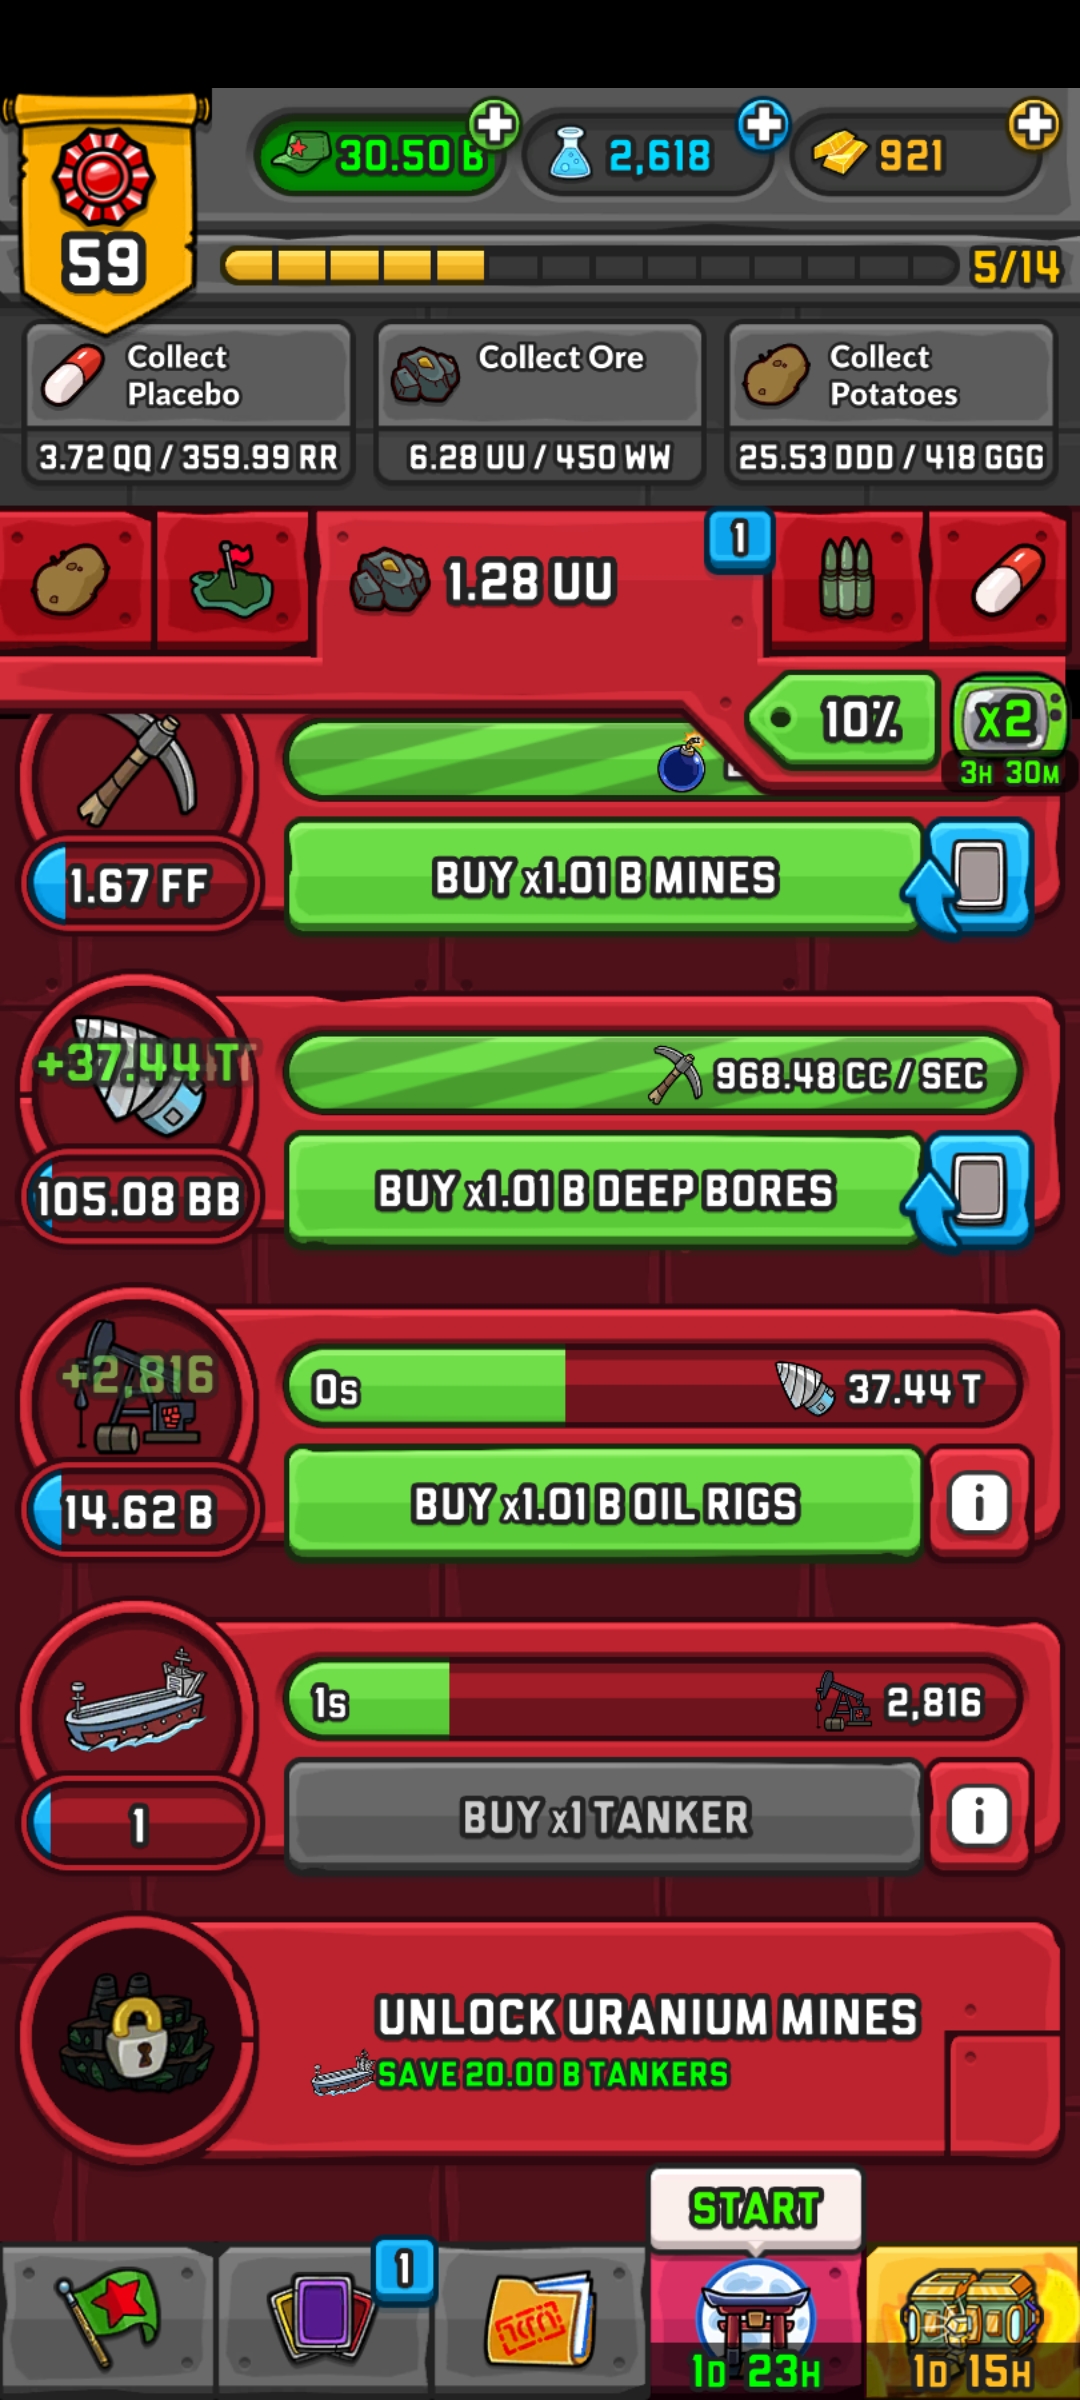 30.50 B
2,618
921
59
5/14
Collect
Placebo
3.72 QQ / 359.99 RR
Collect Ore
6.28 UU / 450 WW
Collect
Potatoes
25.53 DDD / 418 GGG
1.28 UU
1
10%
x2
3H 30M
1.67 FF
BUY x1.01 B MINES
+37.44 T
968.48 CC / SEC
105.08 BB
BUY x1.01 B DEEP BORES
+2,816
0s
37.44 T
14.62 B
BUY x1.01 B OIL RIGS
i
1s
2,816
1
BUY x1 TANKER
i
UNLOCK URANIUM MINES
SAVE 20.00 B TANKERS
START
1
1D 23H
1D 15H